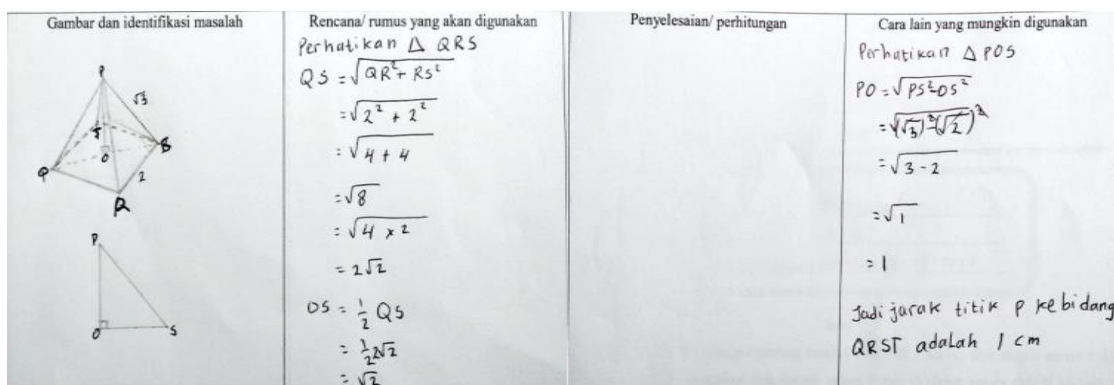 Gambar dan identifikasi masalah
P
√3
T
O
S
Q
2
R
P
O
S
Rencana/ rumus yang akan digunakan
Perhatikan Δ QRS
QS = √QR² + RS²
= √2² + 2²
= √4 + 4
= √8
= √4 x 2
= 2√2
OS = 1/2 QS
= 1/2 2√2
= √2
Penyelesaian/ perhitungan
Cara lain yang mungkin digunakan
Perhatikan Δ POS
PO = √PS²-OS²
= √(√3)²-(√2)²
= √3 - 2
= √1
= 1
Jadi jarak titik P ke bidang
QRST adalah 1 cm